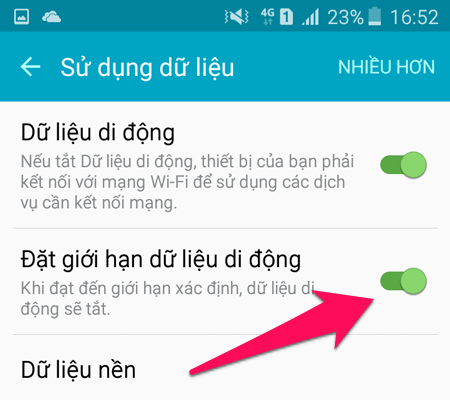 4G 1 23% 16:52
Sử dụng dữ liệu NHIỀU HƠN
Dữ liệu di động
Nếu tắt Dữ liệu di động, thiết bị của bạn phải
kết nối với mạng Wi-Fi để sử dụng các dịch
vụ cần kết nối mạng.
Đặt giới hạn dữ liệu di động
Khi đạt đến giới hạn xác định, dữ liệu di
động sẽ tắt.
Dữ liệu nền